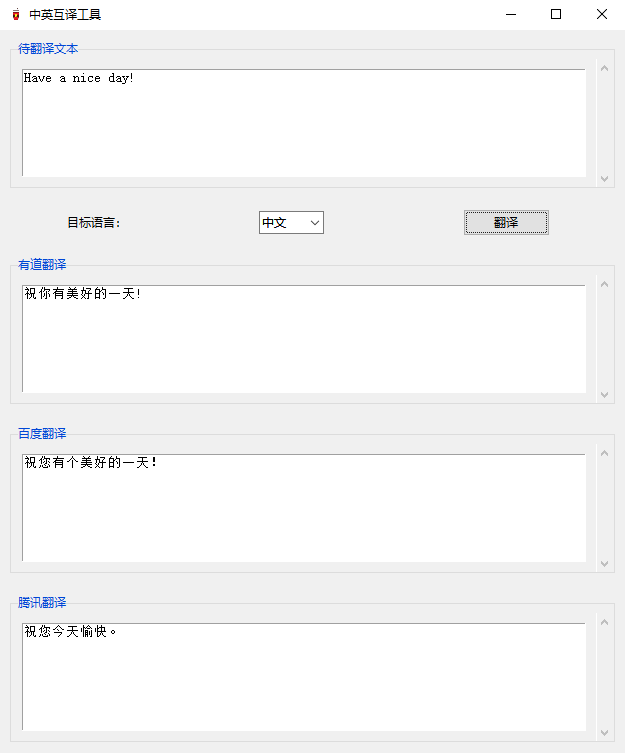 中英互译工具
待翻译文本
Have a nice day!
目标语言: 中文 翻译
有道翻译
祝你有美好的一天!
百度翻译
祝您有个美好的一天!
腾讯翻译
祝您今天愉快。